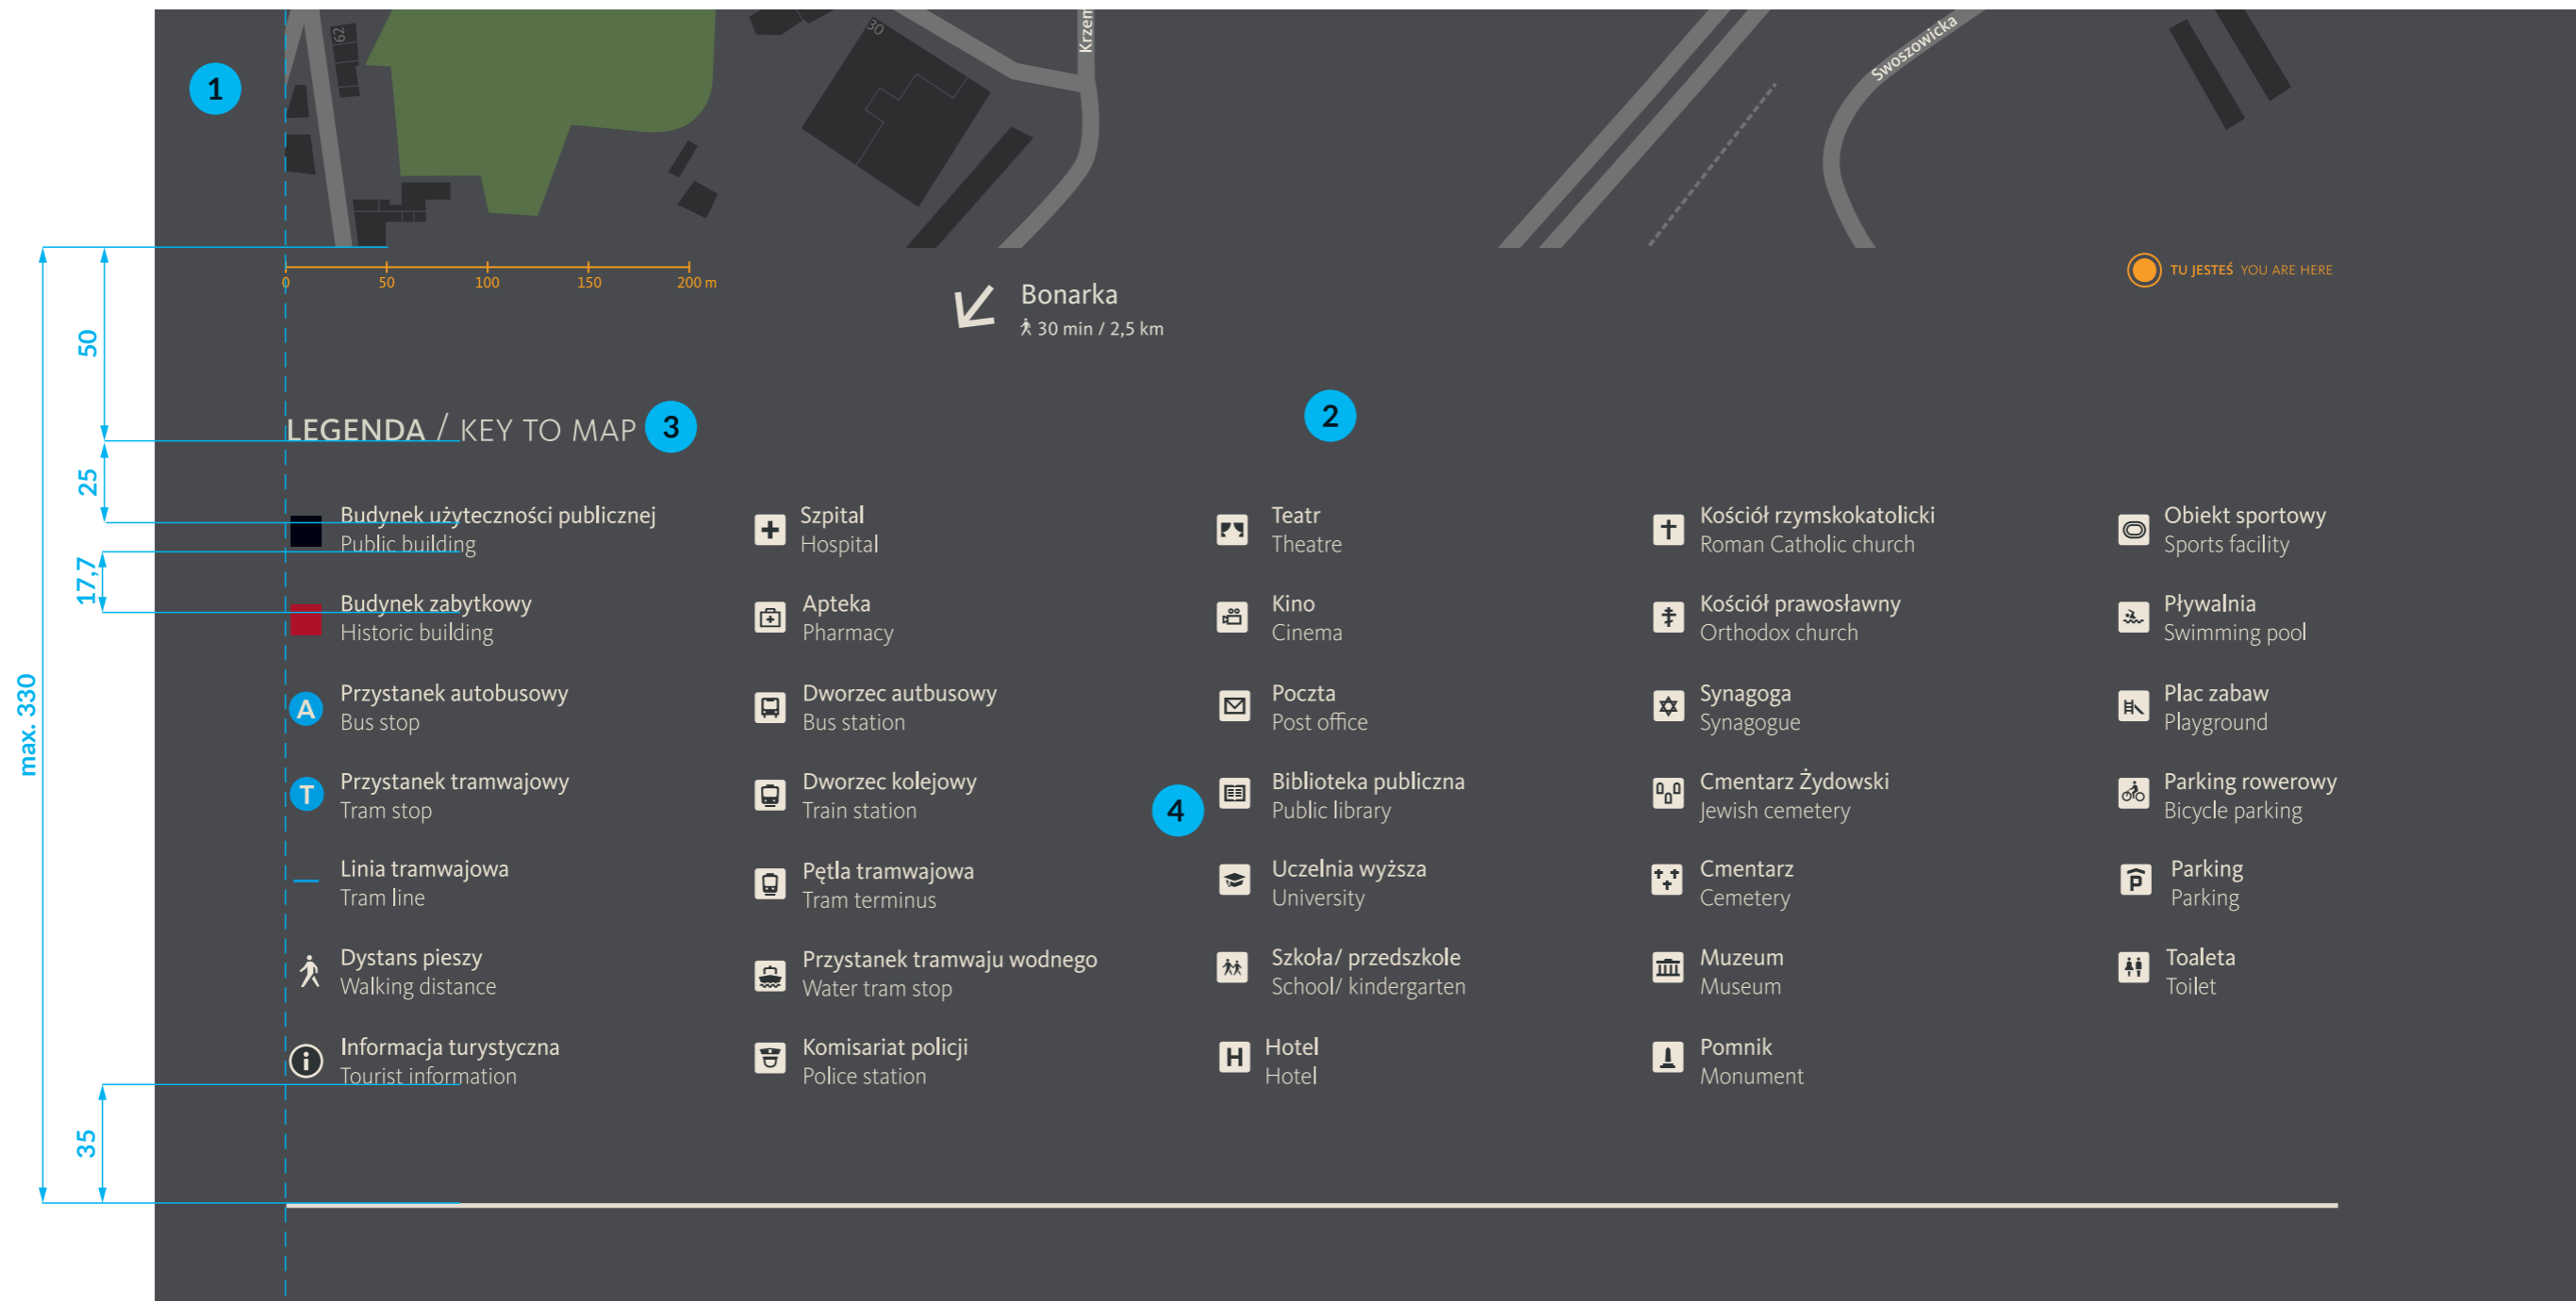 62
30
Krzem
Swoszowicka
1
0 50 100 150 200 m
TU JESTEŚ YOU ARE HERE
Bonarka
30 min / 2,5 km
50
25
17,7
max. 330
35
LEGENDA / KEY TO MAP
3
2
Budynek użyteczności publicznej
Public building
Budynek zabytkowy
Historic building
A
Przystanek autobusowy
Bus stop
T
Przystanek tramwajowy
Tram stop
Linia tramwajowa
Tram line
Dystans pieszy
Walking distance
i
Informacja turystyczna
Tourist information
Szpital
Hospital
Apteka
Pharmacy
Dworzec autbusowy
Bus station
Dworzec kolejowy
Train station
Pętla tramwajowa
Tram terminus
Przystanek tramwaju wodnego
Water tram stop
Komisariat policji
Police station
4
Teatr
Theatre
Kino
Cinema
Poczta
Post office
Biblioteka publiczna
Public library
Uczelnia wyższa
University
Szkoła/ przedszkole
School/ kindergarten
H
Hotel
Hotel
Kościół rzymskokatolicki
Roman Catholic church
Kościół prawosławny
Orthodox church
Synagoga
Synagogue
Cmentarz Żydowski
Jewish cemetery
Cmentarz
Cemetery
Muzeum
Museum
Pomnik
Monument
Obiekt sportowy
Sports facility
Pływalnia
Swimming pool
Plac zabaw
Playground
Parking rowerowy
Bicycle parking
P
Parking
Parking
Toaleta
Toilet